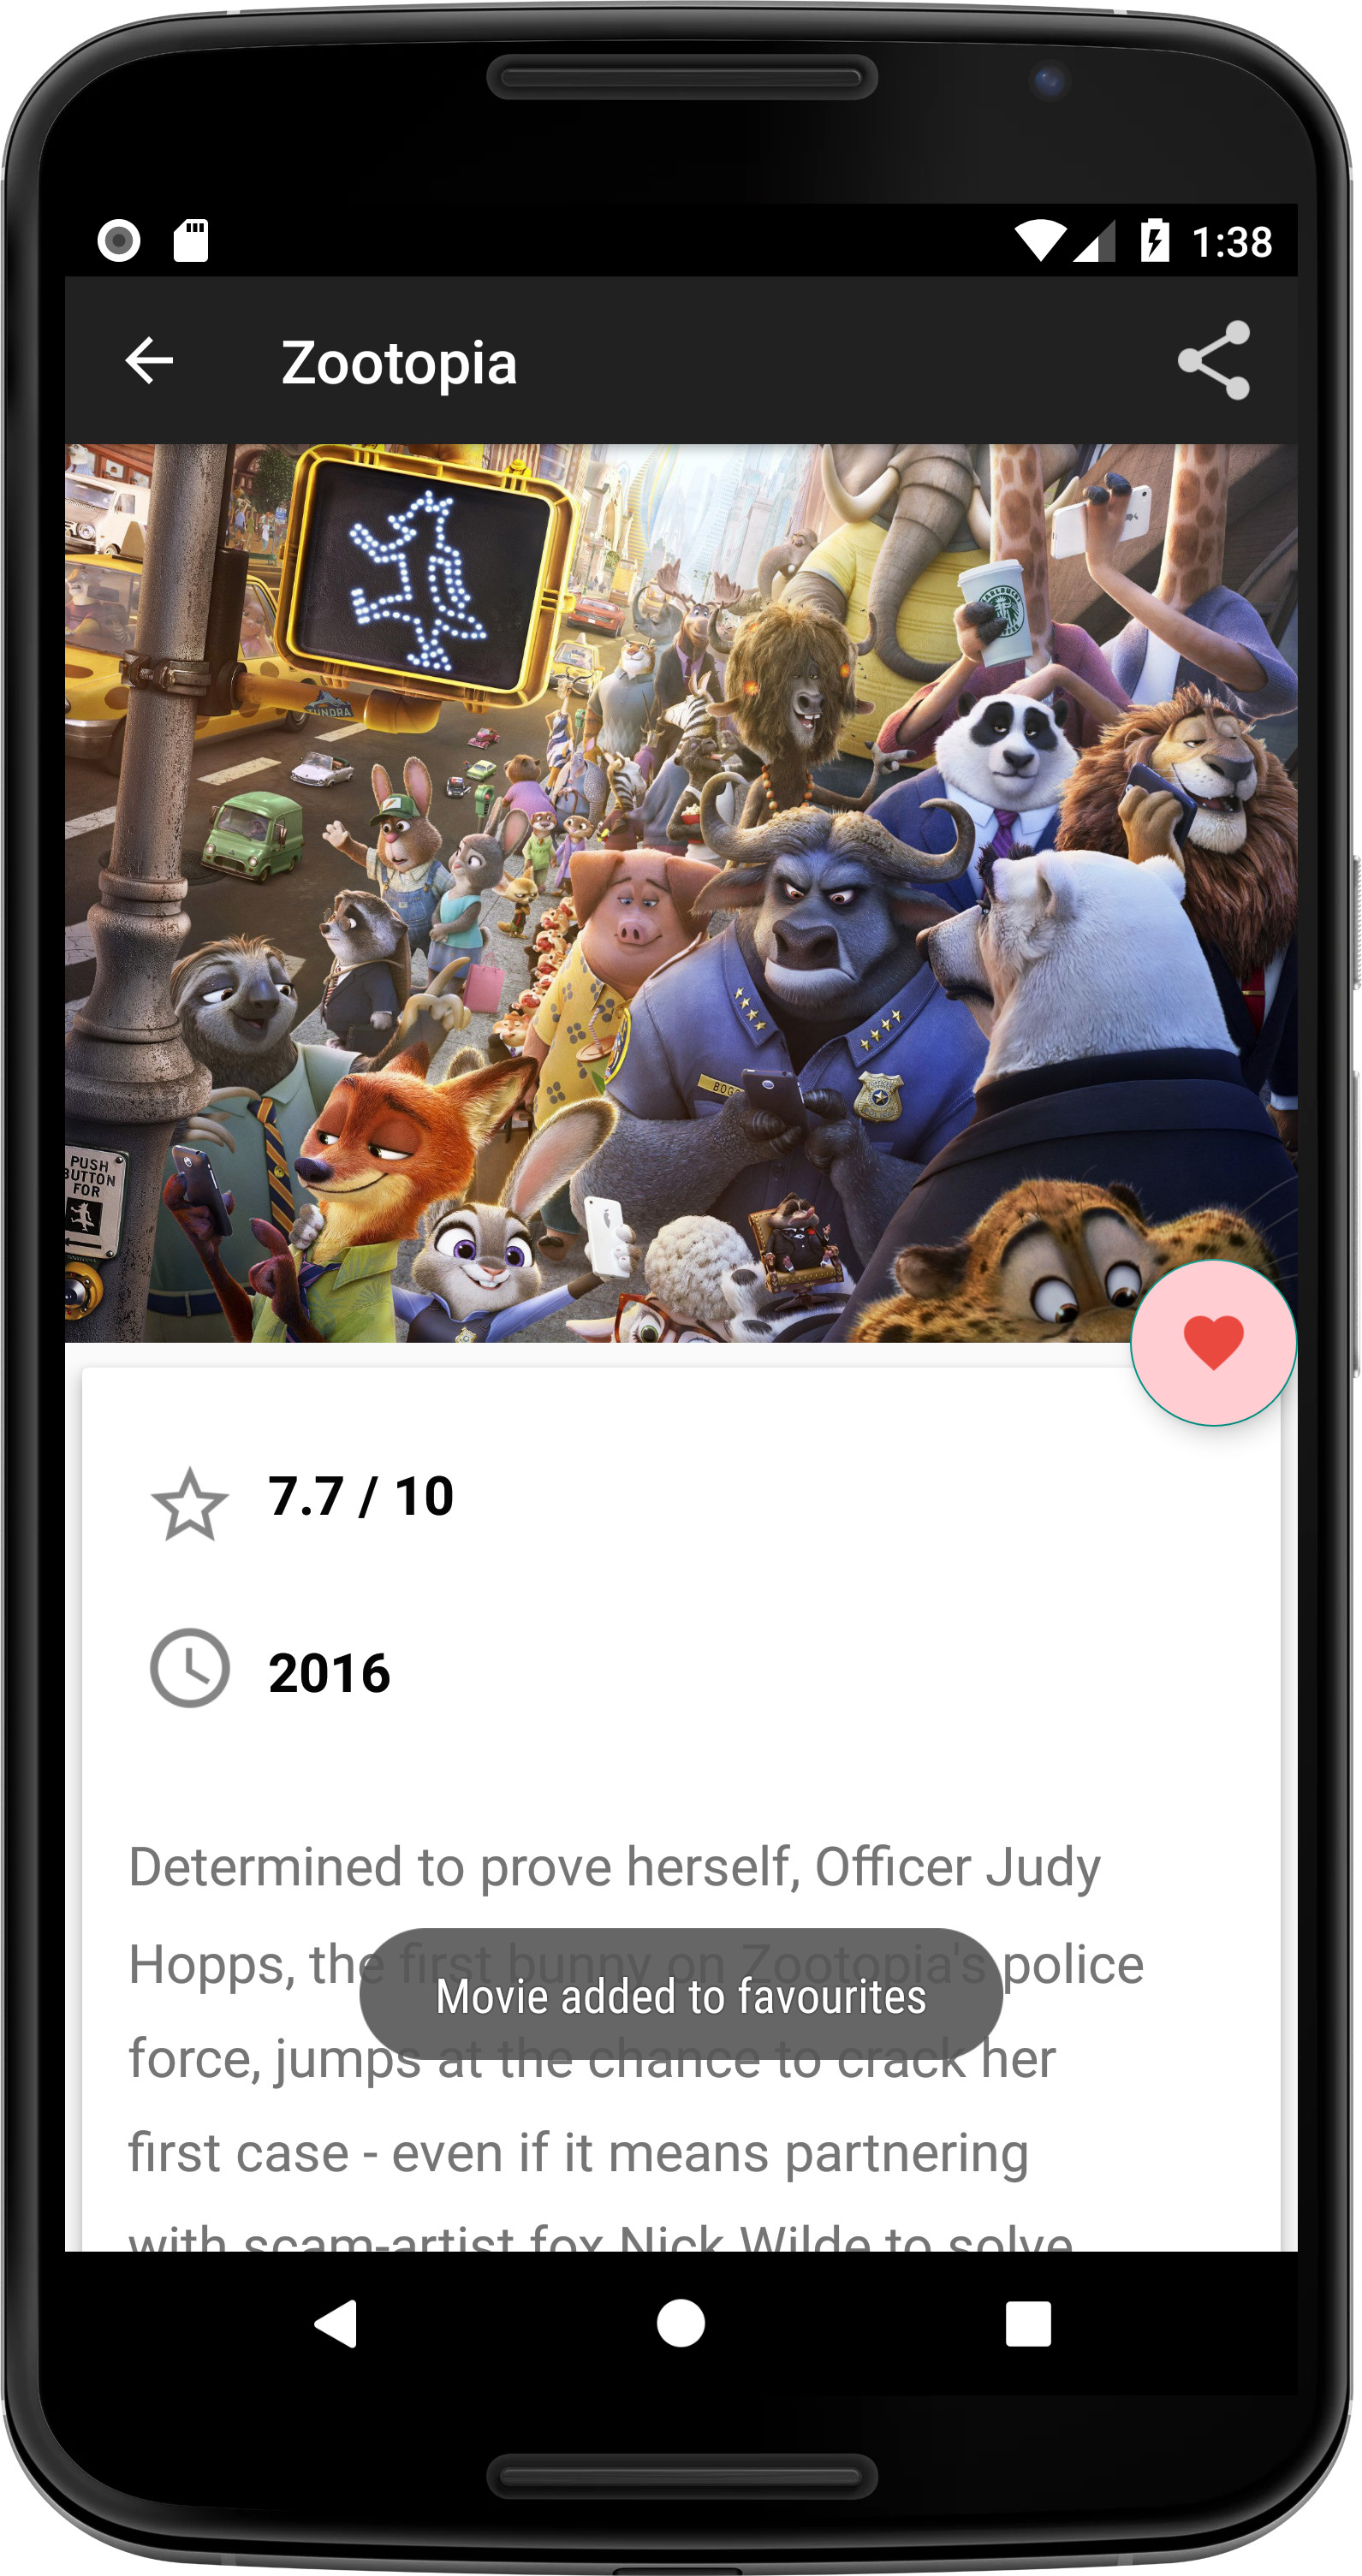 1:38
Zootopia
TUNDRA
BOGO
PUSH
BUTTON
FOR
7.7 / 10
2016
Determined to prove herself, Officer Judy
Hopps, the first bunny on Zootopia's police
Movie added to favourites
force, jumps at the chance to crack her
first case - even if it means partnering
with scam-artist fox Nick Wilde to solve